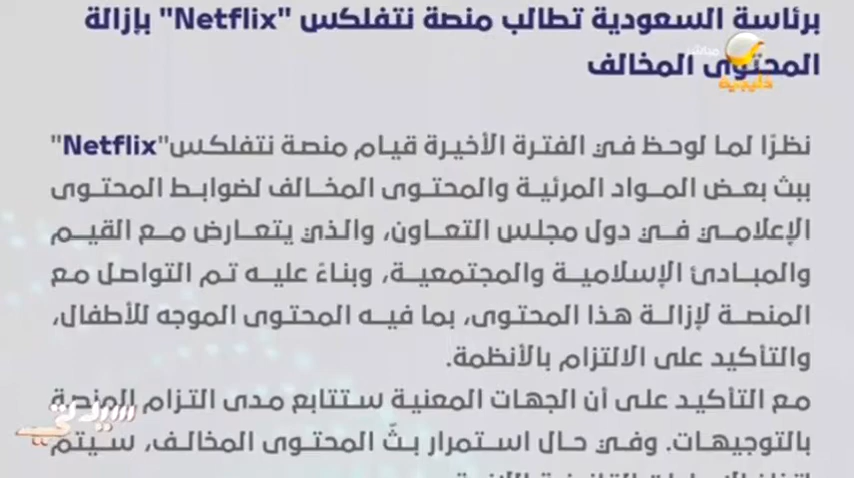 برئاسة السعودية تطالب منصة نتفلكس "Netflix" بإزالة
المحتوى المخالف
مباشر
خليجية
نظرًا لما لوحظ في الفترة الأخيرة قيام منصة نتفلكس"Netflix"
ببث بعض المواد المرئية والمحتوى المخالف لضوابط المحتوى
الإعلامي في دول مجلس التعاون، والذي يتعارض مع القيم
والمبادئ الإسلامية والمجتمعية، وبناءً عليه تم التواصل مع
المنصة لإزالة هذا المحتوى، بما فيه المحتوى الموجه للأطفال،
والتأكيد على الالتزام بالأنظمة.
مع التأكيد على أن الجهات المعنية ستتابع مدى التزام المنصة
بالتوجيهات. وفي حال استمرار بثّ المحتوى المخالف، سيتم
سيدتي